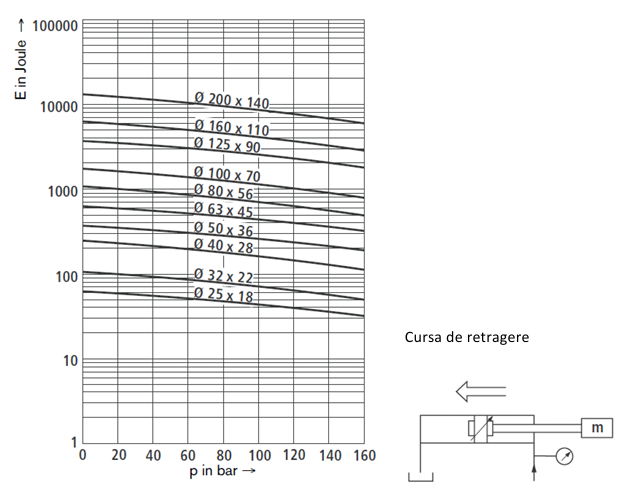 E in Joule →
100000
10000
1000
100
10
1
Ø 200 x 140
Ø 160 x 110
Ø 125 x 90
Ø 100 x 70
Ø 80 x 56
Ø 63 x 45
Ø 50 x 36
Ø 40 x 28
Ø 32 x 22
Ø 25 x 18
0 20 40 60 80 100 120 140 160
p in bar →
Cursa de retragere
m